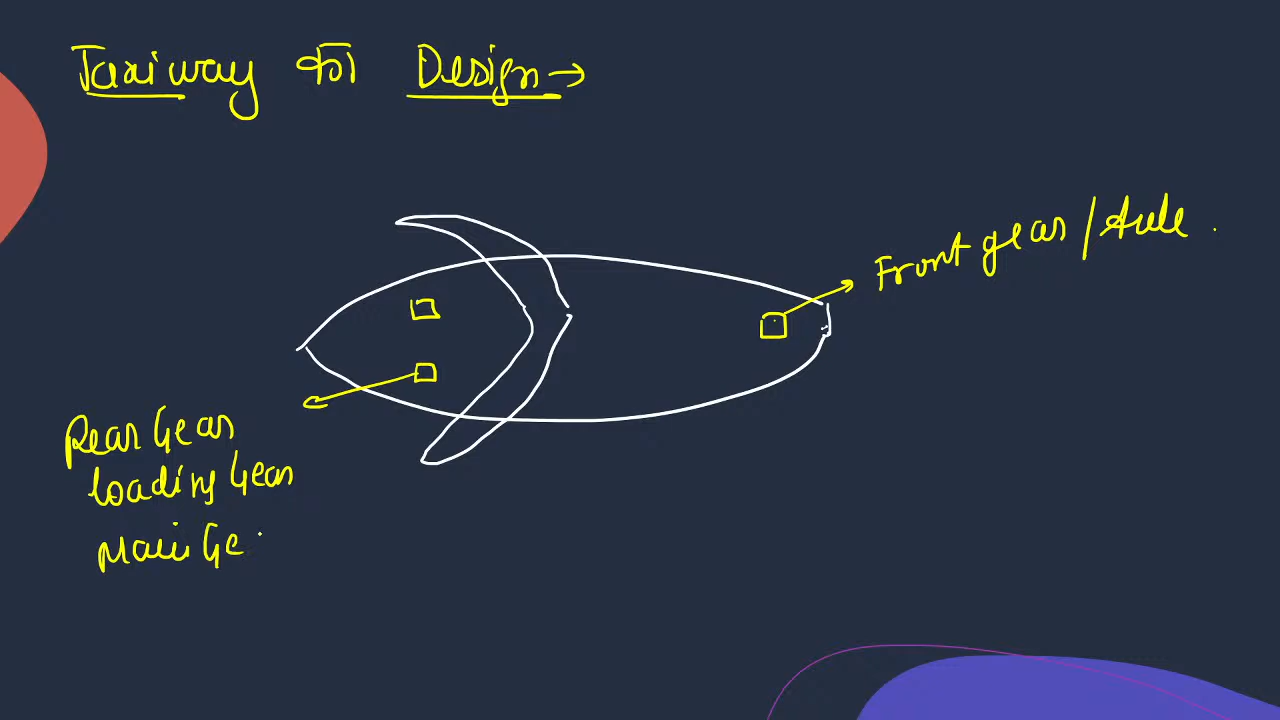 Taxiway का Design →
Front gear / Axle
Rear Gear
loading Gear
Main Ge